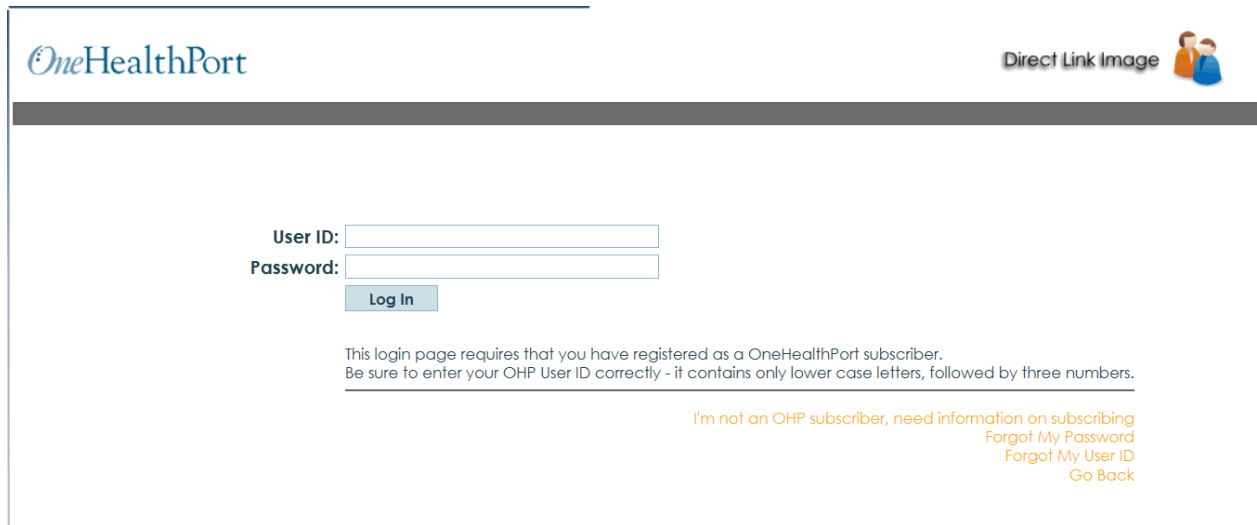 OneHealthPort
Direct Link Image
User ID:
Password:
Log In
This login page requires that you have registered as a OneHealthPort subscriber.
Be sure to enter your OHP User ID correctly - it contains only lower case letters, followed by three numbers.
I'm not an OHP subscriber, need information on subscribing
Forgot My Password
Forgot My User ID
Go Back